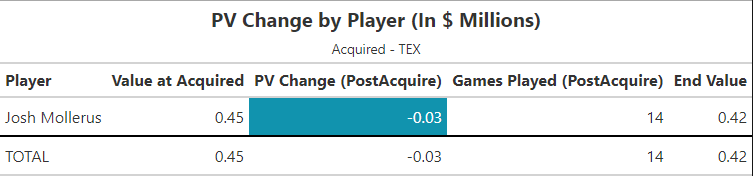 PV Change by Player (In $ Millions)
Acquired - TEX
Player Value at Acquired PV Change (PostAcquire) Games Played (PostAcquire) End Value
Josh Mollerus 0.45 -0.03 14 0.42
TOTAL 0.45 -0.03 14 0.42